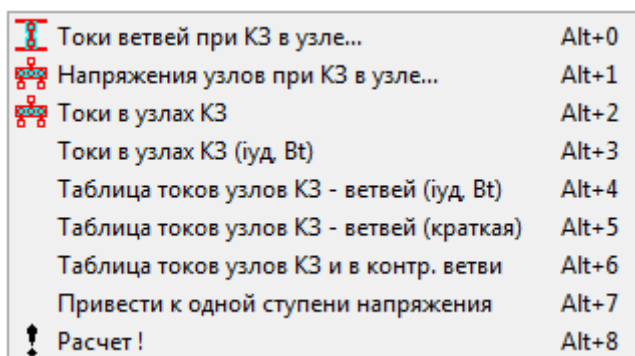 Токи ветвей при КЗ в узле... Alt+0
Напряжения узлов при КЗ в узле... Alt+1
Токи в узлах КЗ Alt+2
Токи в узлах КЗ (iуд, Bt) Alt+3
Таблица токов узлов КЗ - ветвей (iуд, Bt) Alt+4
Таблица токов узлов КЗ - ветвей (краткая) Alt+5
Таблица токов узлов КЗ и в контр. ветви Alt+6
Привести к одной ступени напряжения Alt+7
Расчет ! Alt+8